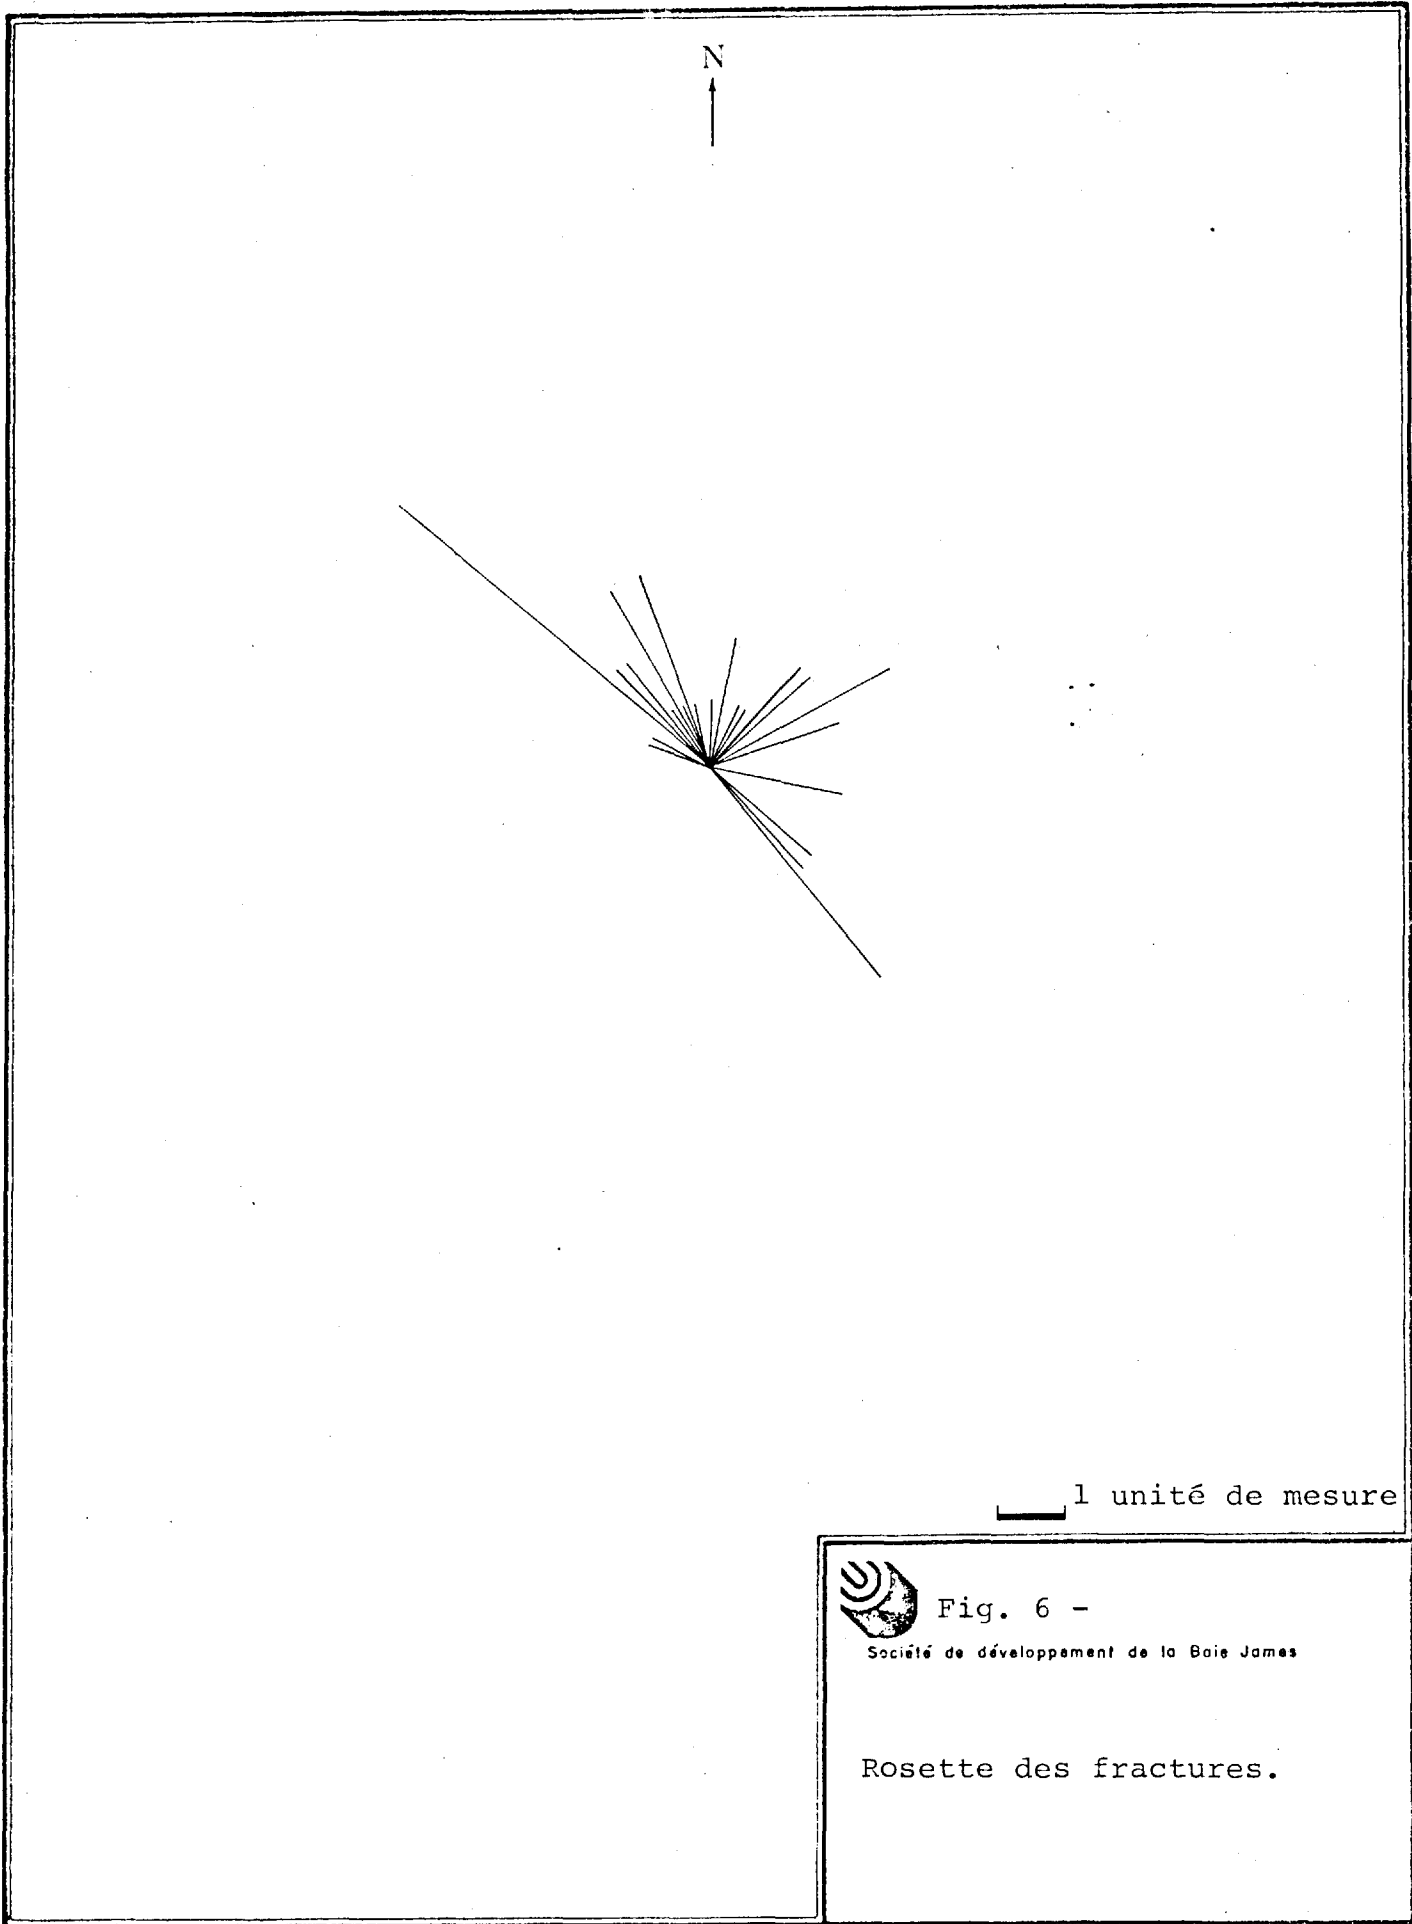 N
1 unité de mesure
Fig. 6 -
Société de développement de la Baie James
Rosette des fractures.